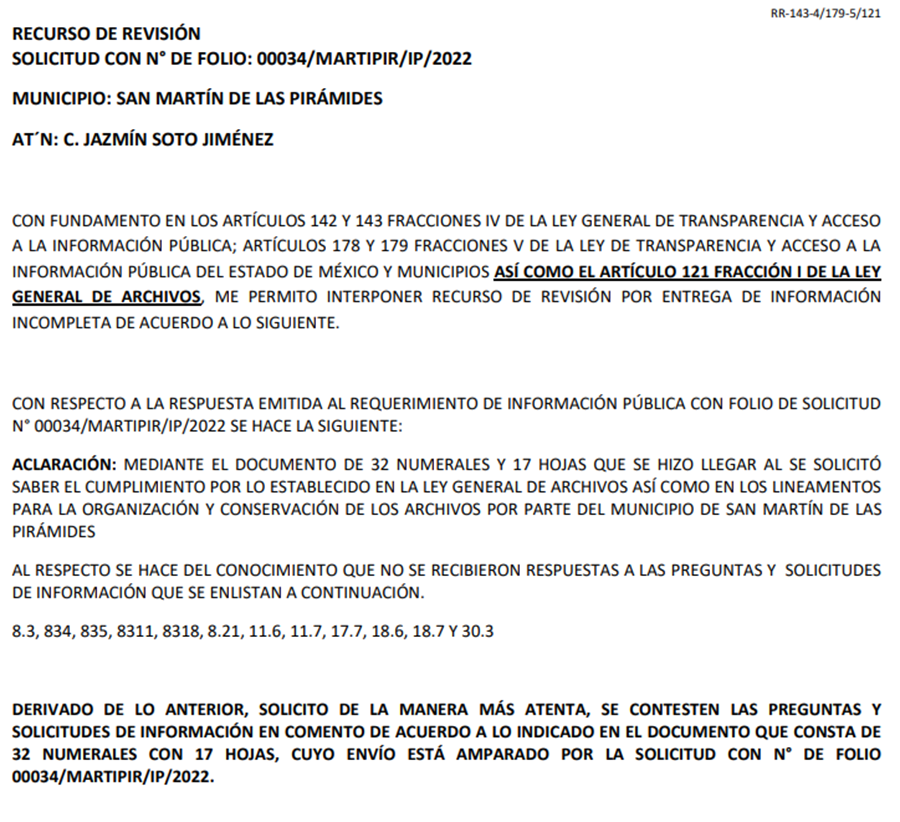 RR-143-4/179-5/121
RECURSO DE REVISIÓN
SOLICITUD CON N° DE FOLIO: 00034/MARTIPIR/IP/2022
MUNICIPIO: SAN MARTÍN DE LAS PIRÁMIDES
AT´N: C. JAZMÍN SOTO JIMÉNEZ
CON FUNDAMENTO EN LOS ARTÍCULOS 142 Y 143 FRACCIONES IV DE LA LEY GENERAL DE TRANSPARENCIA Y ACCESO
A LA INFORMACIÓN PÚBLICA; ARTÍCULOS 178 Y 179 FRACCIONES V DE LA LEY DE TRANSPARENCIA Y ACCESO A LA
INFORMACIÓN PÚBLICA DEL ESTADO DE MÉXICO Y MUNICIPIOS ASÍ COMO EL ARTÍCULO 121 FRACCIÓN I DE LA LEY
GENERAL DE ARCHIVOS, ME PERMITO INTERPONER RECURSO DE REVISIÓN POR ENTREGA DE INFORMACIÓN
INCOMPLETA DE ACUERDO A LO SIGUIENTE.
CON RESPECTO A LA RESPUESTA EMITIDA AL REQUERIMIENTO DE INFORMACIÓN PÚBLICA CON FOLIO DE SOLICITUD
N° 00034/MARTIPIR/IP/2022 SE HACE LA SIGUIENTE:
ACLARACIÓN: MEDIANTE EL DOCUMENTO DE 32 NUMERALES Y 17 HOJAS QUE SE HIZO LLEGAR AL SE SOLICITÓ
SABER EL CUMPLIMIENTO POR LO ESTABLECIDO EN LA LEY GENERAL DE ARCHIVOS ASÍ COMO EN LOS LINEAMENTOS
PARA LA ORGANIZACIÓN Y CONSERVACIÓN DE LOS ARCHIVOS POR PARTE DEL MUNICIPIO DE SAN MARTÍN DE LAS
PIRÁMIDES
AL RESPECTO SE HACE DEL CONOCIMIENTO QUE NO SE RECIBIERON RESPUESTAS A LAS PREGUNTAS Y SOLICITUDES
DE INFORMACIÓN QUE SE ENLISTAN A CONTINUACIÓN.
8.3, 834, 835, 8311, 8318, 8.21, 11.6, 11.7, 17.7, 18.6, 18.7 Y 30.3
DERIVADO DE LO ANTERIOR, SOLICITO DE LA MANERA MÁS ATENTA, SE CONTESTEN LAS PREGUNTAS Y
SOLICITUDES DE INFORMACIÓN EN COMENTO DE ACUERDO A LO INDICADO EN EL DOCUMENTO QUE CONSTA DE
32 NUMERALES CON 17 HOJAS, CUYO ENVÍO ESTÁ AMPARADO POR LA SOLICITUD CON N° DE FOLIO
00034/MARTIPIR/IP/2022.